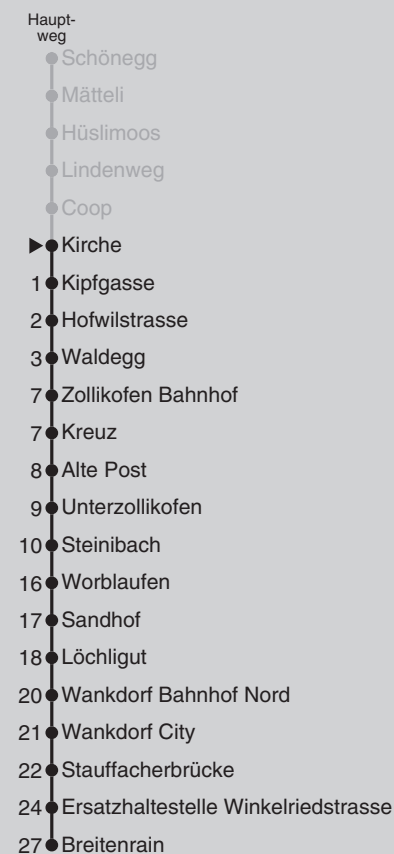 Haupt-
weg
Schönegg
Mätteli
Hüslimoos
Lindenweg
Coop
Kirche
1 Kipfgasse
2 Hofwilstrasse
3 Waldegg
7 Zollikofen Bahnhof
7 Kreuz
8 Alte Post
9 Unterzollikofen
10 Steinibach
16 Worblaufen
17 Sandhof
18 Löchligut
20 Wankdorf Bahnhof Nord
21 Wankdorf City
22 Stauffacherbrücke
24 Ersatzhaltestelle Winkelriedstrasse
27 Breitenrain